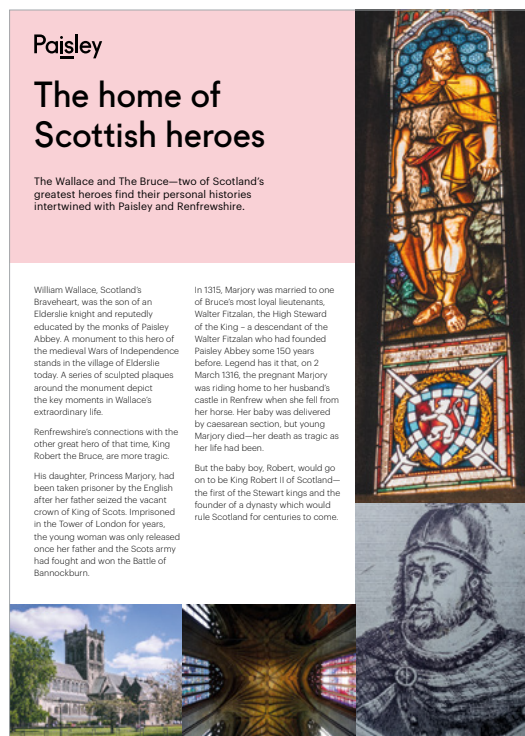 Paisley
The home of
Scottish heroes
The Wallace and The Bruce—two of Scotland's
greatest heroes find their personal histories
intertwined with Paisley and Renfrewshire.
William Wallace, Scotland's
Braveheart, was the son of an
Elderslie knight and reputedly
educated by the monks of Paisley
Abbey. A monument to this hero of
the medieval Wars of Independence
stands in the village of Elderslie
today. A series of sculpted plaques
around the monument depict
the key moments in Wallace's
extraordinary life.
Renfrewshire's connections with the
other great hero of that time, King
Robert the Bruce, are more tragic.
His daughter, Princess Marjory, had
been taken prisoner by the English
after her father seized the vacant
crown of King of Scots. Imprisoned
in the Tower of London for years,
the young woman was only released
once her father and the Scots army
had fought and won the Battle of
Bannockburn.
In 1315, Marjory was married to one
of Bruce's most loyal lieutenants,
Walter Fitzalan, the High Steward
of the King – a descendant of the
Walter Fitzalan who had founded
Paisley Abbey some 150 years
before. Legend has it that, on 2
March 1316, the pregnant Marjory
was riding home to her husband's
castle in Renfrew when she fell from
her horse. Her baby was delivered
by caesarean section, but young
Marjory died—her death as tragic as
her life had been.
But the baby boy, Robert, would go
on to be King Robert II of Scotland—
the first of the Stewart kings and the
founder of a dynasty which would
rule Scotland for centuries to come.